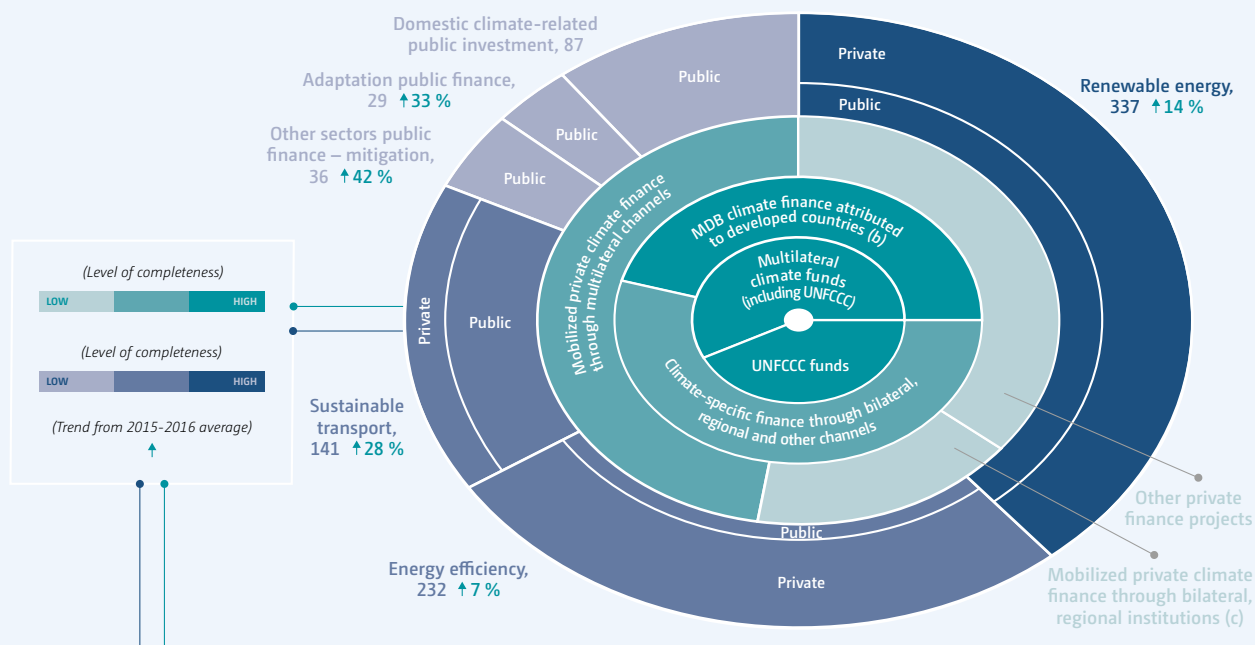 Domestic climate-related
public investment, 87
Adaptation public finance,
29 ↑33 %
Other sectors public
finance – mitigation,
36 ↑42 %
Public
Public
Public
Private
Public
Renewable energy,
337 ↑14 %
Mobilized private climate finance
through multilateral channels
MDB climate finance attributed
to developed countries (b)
Multilateral
climate funds
(including UNFCCC)
UNFCCC funds
Climate-specific finance through bilateral,
regional and other channels
(Level of completeness)
LOW HIGH
(Level of completeness)
LOW HIGH
(Trend from 2015-2016 average)
↑
Private
Public
Sustainable
transport,
141 ↑28 %
Energy efficiency,
232 ↑7 %
Public
Private
Other private
finance projects
Mobilized private climate
finance through bilateral,
regional institutions (c)